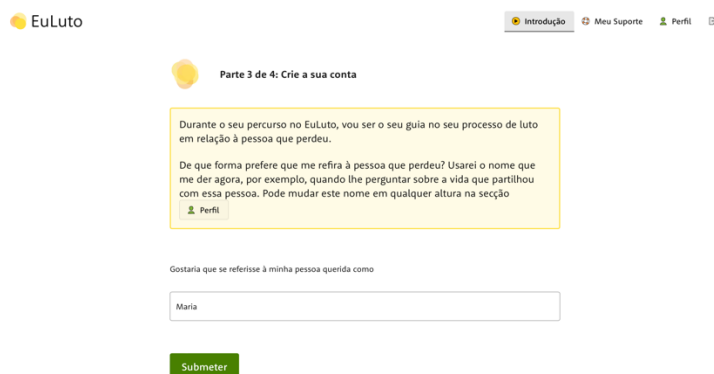 EuLuto
Introdução
Meu Suporte
Perfil
Parte 3 de 4: Crie a sua conta
Durante o seu percurso no EuLuto, vou ser o seu guia no seu processo de luto
em relação à pessoa que perdeu.
De que forma prefere que me refira à pessoa que perdeu? Usarei o nome que
me der agora, por exemplo, quando lhe perguntar sobre a vida que partilhou
com essa pessoa. Pode mudar este nome em qualquer altura na secção
Perfil
Gostaria que se referisse à minha pessoa querida como
Maria
Submeter